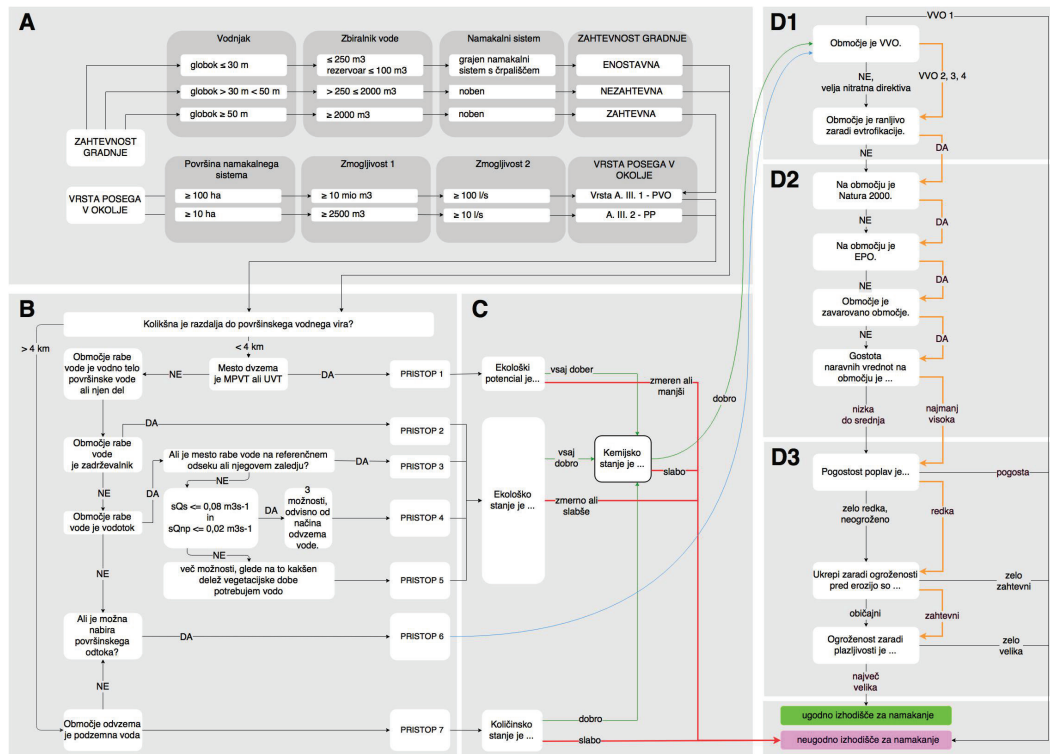 A
Vodnjak
Zbiralnik vode
Namakalni sistem
ZAHTEVNOST GRADNJE
globok ≤ 30 m
≤ 250 m3
rezervoar ≤ 100 m3
grajen namakalni
sistem s črpališčem
ENOSTAVNA
globok > 30 m < 50 m
> 250 ≤ 2000 m3
noben
NEZAHTEVNA
globok ≥ 50 m
≥ 2000 m3
noben
ZAHTEVNA
ZAHTEVNOST
GRADNJE
Površina namakalnega
sistema
Zmogljivost 1
Zmogljivost 2
VRSTA POSEGA V
OKOLJE
VRSTA POSEGA
V OKOLJE
≥ 100 ha
≥ 10 mio m3
≥ 100 l/s
Vrsta A. III. 1 - PVO
≥ 10 ha
≥ 2500 m3
≥ 10 l/s
A. III. 2 - PP
B
Kolikšna je razdalja do površinskega vodnega vira?
> 4 km
< 4 km
Območje rabe
vode je vodno telo
površinske vode
ali njen del
NE
Mesto dvzema
je MPVT ali UVT
DA
PRISTOP 1
DA
PRISTOP 2
Območje rabe
vode
je zadrževalnik
Ali je mesto rabe vode na referenčnem
odseku ali njegovem zaledju?
DA
PRISTOP 3
DA
NE
NE
Območje rabe
vode je vodotok
sQs <= 0,08 m3s-1
in
sQnp <= 0,02 m3s-1
DA
3
možnosti,
odvisno od
načina
odvzema
vode.
PRISTOP 4
NE
NE
več možnosti, glede na to kakšen
delež vegetacijske dobe
potrebujem vodo
PRISTOP 5
Ali je možna
nabira
površinskega
odtoka?
DA
PRISTOP 6
NE
Območje odvzema
je podzemna voda
PRISTOP 7
C
Ekološki
potencial je...
vsaj dober
zmeren ali
manjši
dobro
Ekološko
stanje je ...
vsaj
dobro
Kemijsko
stanje je ...
slabo
zmerno ali
slabše
Količinsko
stanje je ...
dobro
slabo
D1
VVO 1
Območje je VVO.
NE,
velja nitratna direktiva
VVO 2, 3, 4
Območje je ranljivo
zaradi evtrofikacije.
NE
DA
D2
Na območju je
Natura 2000.
NE
DA
Na območju je
EPO.
NE
DA
Območje je
zavarovano območje.
NE
DA
Gostota
naravnih vrednot na
območju je ...
nizka
do srednja
najmanj
visoka
D3
Pogostost poplav je...
pogosta
zelo redka,
neogroženo
redka
Ukrepi zaradi ogroženosti
pred erozijo so ...
zelo
zahtevni
običajni
zahtevni
Ogroženost zaradi
plazljivosti je ...
zelo
velika
največ
velika
ugodno izhodišče za namakanje
neugodno izhodišče za namakanje